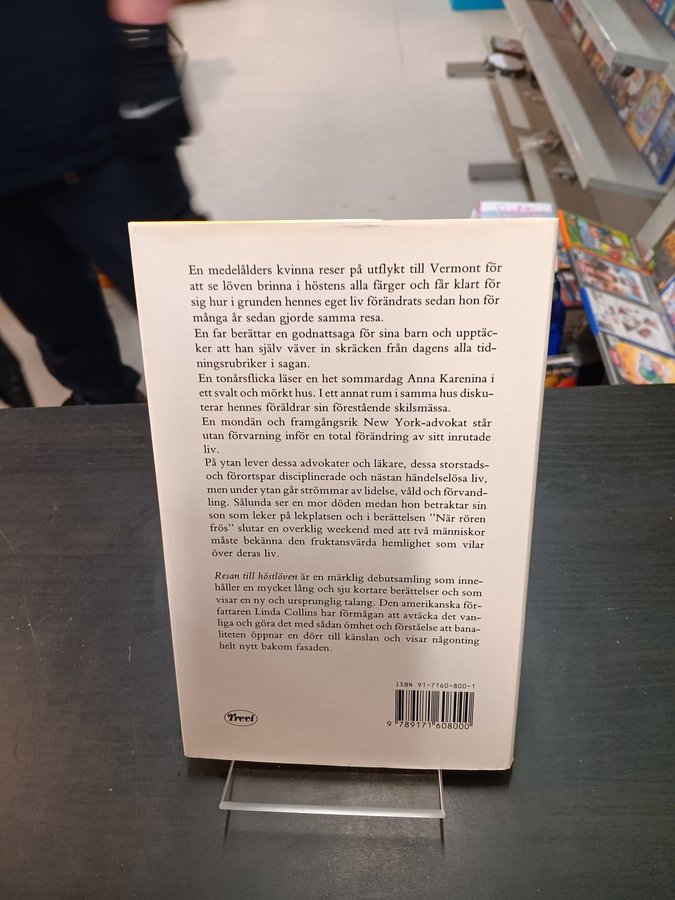 En medelålders kvinna reser på utflykt till Vermont för
att se löven brinna i höstens alla färger och får klart för
sig hur i grunden hennes eget liv förändrats sedan hon för
många år sedan gjorde samma resa.
En far berättar en godnattsaga för sina barn och upptäc-
ker att han själv väver in skräcken från dagens alla tid-
ningsrubriker i sagan.
En tonårsflicka läser en het sommardag Anna Karenina i
ett svalt och mörkt hus. I ett annat rum i samma hus disku-
terar hennes föräldrar sin förestående skilsmässa.
En mondän och framgångsrik New York-advokat står
utan förvarning inför en total förändring av sitt inrutade
liv.
På ytan lever dessa advokater och läkare, dessa storstads-
och förortspar disciplinerade och nästan händelselösa liv,
men under ytan går strömmar av lidelse, våld och förvand-
ling. Sålunda ser en mor döden medan hon betraktar sin
son som leker på lekplatsen och i berättelsen ”När rören
frös” slutar en overklig weekend med att två människor
måste bekänna den fruktansvärda hemlighet som vilar
över deras liv.
Resan till höstlöven är en märklig debutsamling som inne-
håller en mycket lång och sju kortare berättelser och som
visar en ny och ursprunglig talang. Den amerikanska för-
fattaren Linda Collins har förmågan att avtäcka det van-
liga och göra det med sådan ömhet och förståelse att bana-
liteten öppnar en dörr till känslan och visar någonting
helt nytt bakom fasaden.
ISBN 91-7160-800-1
9 789171 608000
Trevi